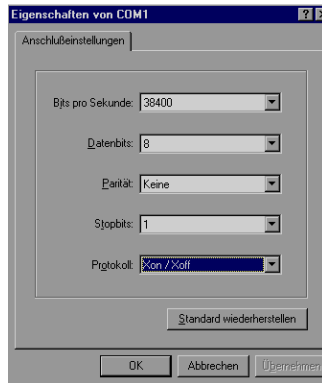 Eigenschaften von COM1
Anschlußeinstellungen
Bits pro Sekunde: 38400
Datenbits: 8
Parität: Keine
Stopbits: 1
Protokoll: Xon / Xoff
Standard wiederherstellen
OK Abbrechen Übernehmen